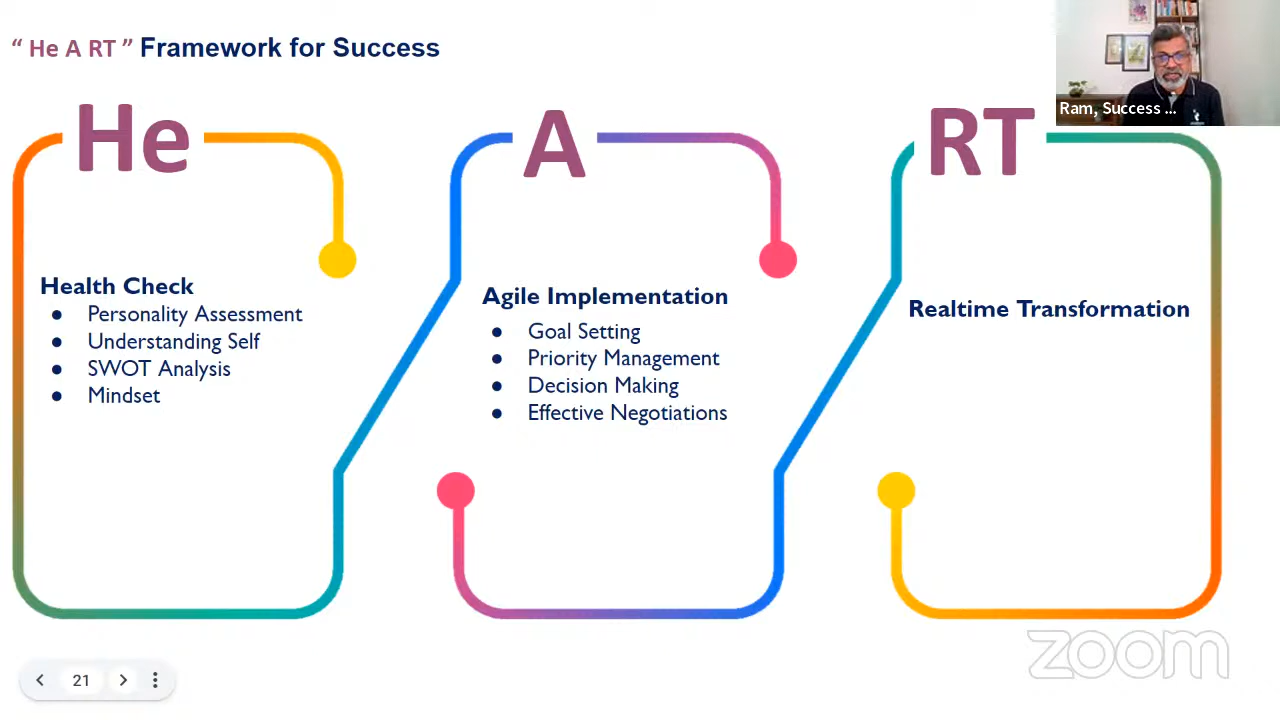 “ He A RT ” Framework for Success
He
A
RT
Ram, Success ...
Health Check
● Personality Assessment
● Understanding Self
● SWOT Analysis
● Mindset
Agile Implementation
● Goal Setting
● Priority Management
● Decision Making
● Effective Negotiations
Realtime Transformation
zoom
21